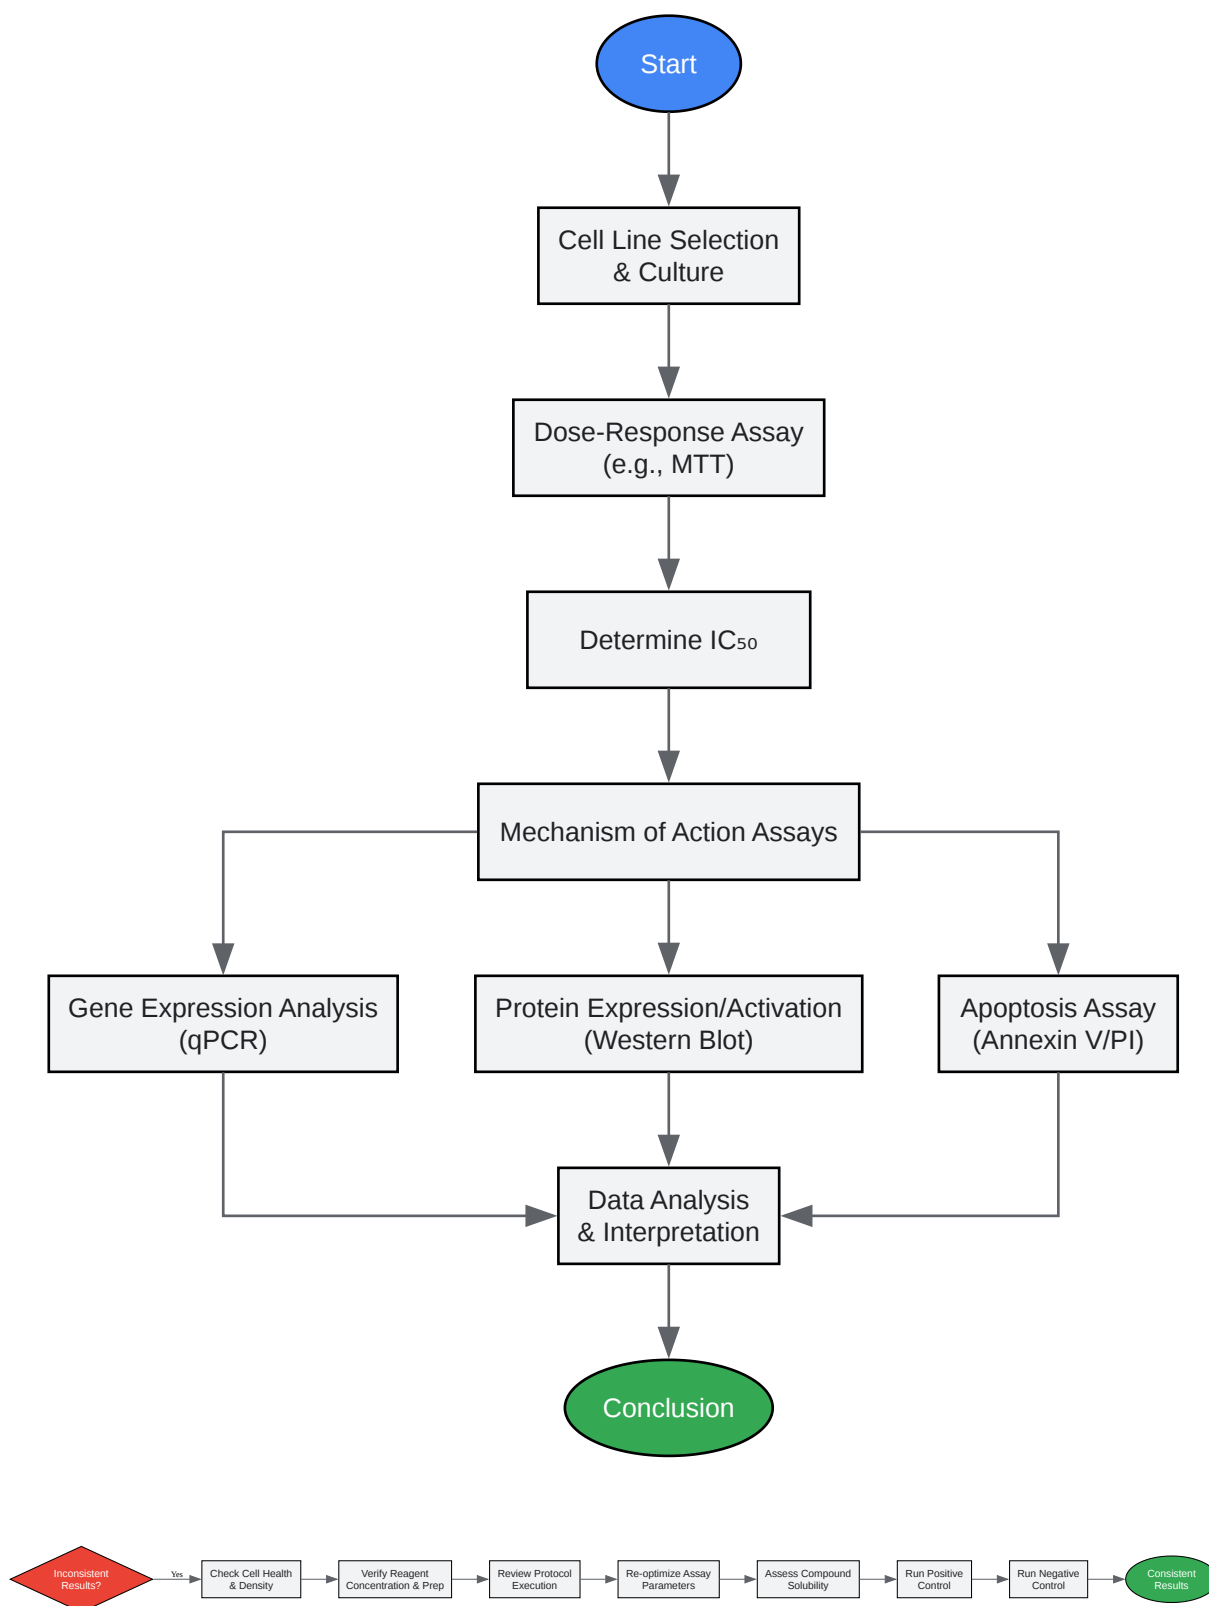 Start
Cell Line Selection
& Culture
Dose-Response Assay
(e.g., MTT)
Determine IC₅₀
Mechanism of Action Assays
Gene Expression Analysis
(qPCR)
Protein Expression/Activation
(Western Blot)
Apoptosis Assay
(Annexin V/PI)
Data Analysis
& Interpretation
Conclusion
Inconsistent
Results?
Yes
Check Cell Health
& Density
Verify Reagent
Concentration & Prep
Review Protocol
Execution
Re-optimize Assay
Parameters
Assess Compound
Solubility
Run Positive
Control
Run Negative
Control
Consistent
Results